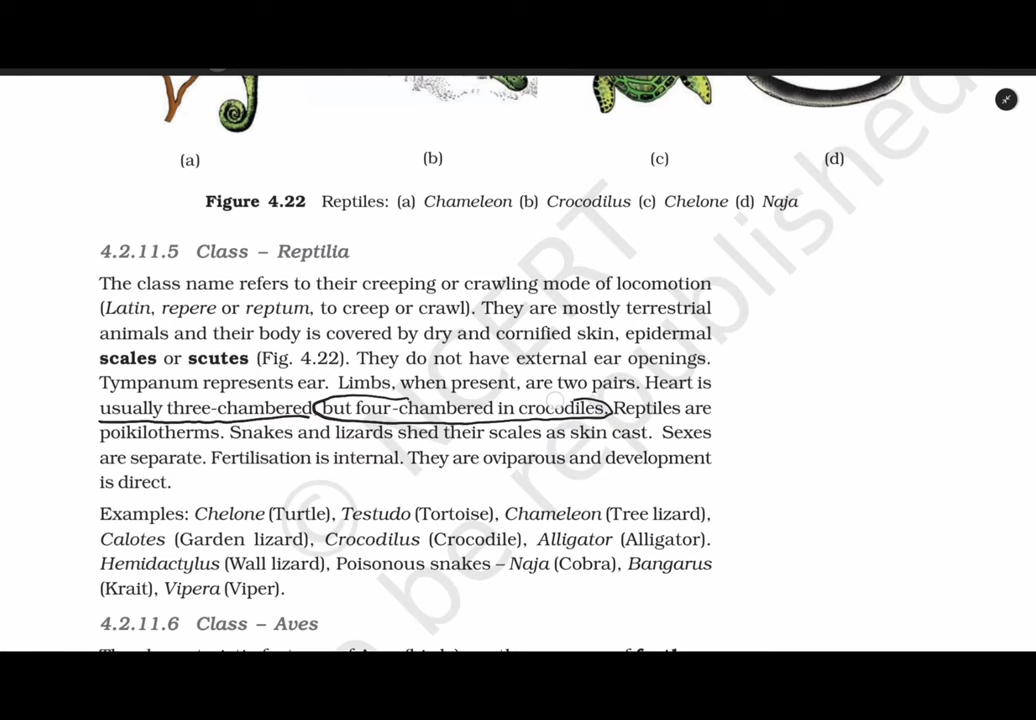 (a) (b) (c) (d)
Figure 4.22 Reptiles: (a) Chameleon (b) Crocodilus (c) Chelone (d) Naja
4.2.11.5 Class – Reptilia
The class name refers to their creeping or crawling mode of locomotion
(Latin, repere or reptum, to creep or crawl). They are mostly terrestrial
animals and their body is covered by dry and cornified skin, epidermal
scales or scutes (Fig. 4.22). They do not have external ear openings.
Tympanum represents ear. Limbs, when present, are two pairs. Heart is
usually three-chambered, but four-chambered in crocodiles. Reptiles are
poikilotherms. Snakes and lizards shed their scales as skin cast. Sexes
are separate. Fertilisation is internal. They are oviparous and development
is direct.
Examples: Chelone (Turtle), Testudo (Tortoise), Chameleon (Tree lizard),
Calotes (Garden lizard), Crocodilus (Crocodile), Alligator (Alligator).
Hemidactylus (Wall lizard), Poisonous snakes – Naja (Cobra), Bangarus
(Krait), Vipera (Viper).
4.2.11.6 Class – Aves
© NCERT
be republished